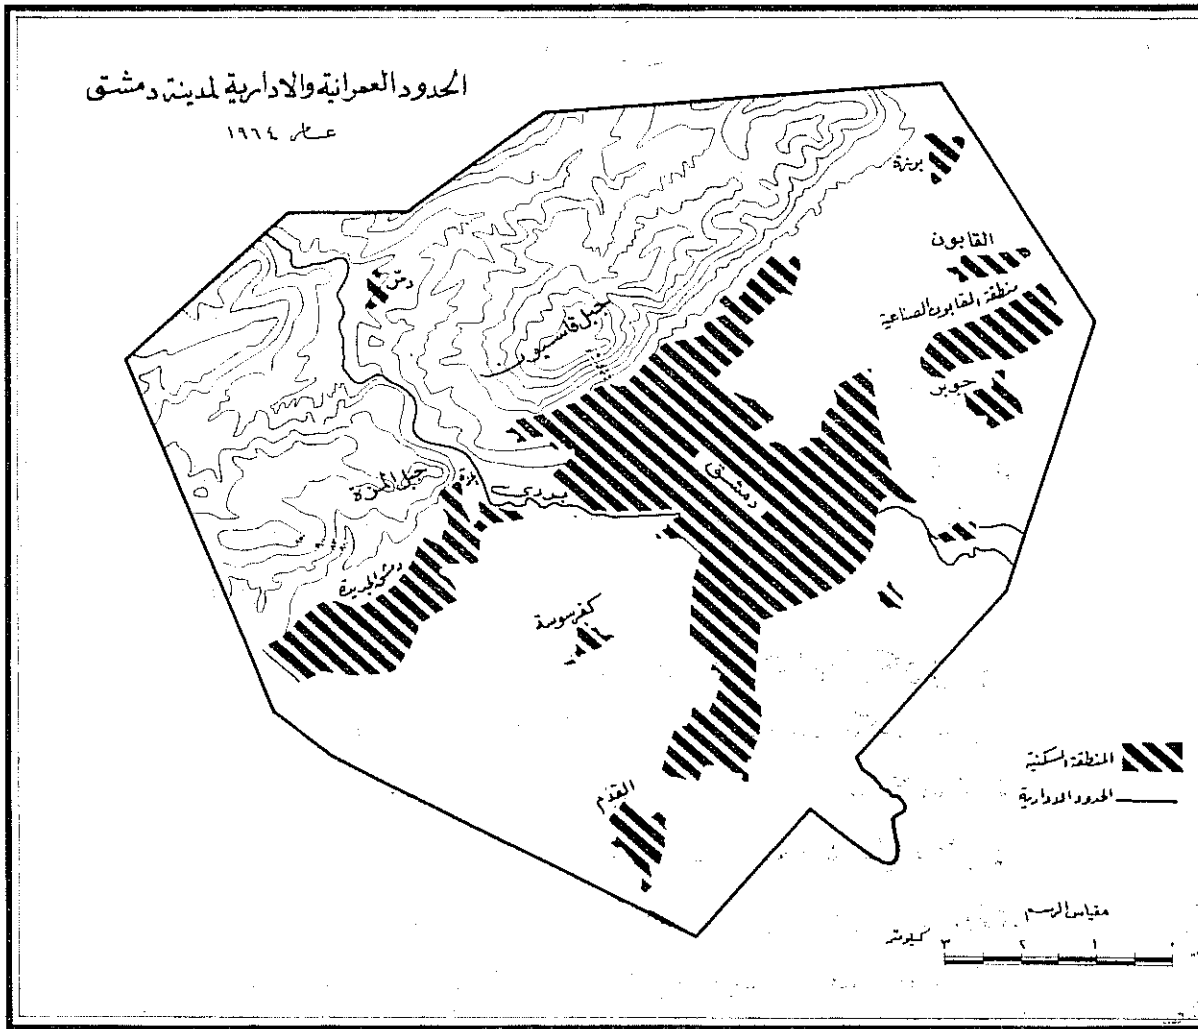 الحدود العمرانية والادارية لمدينة دمشق
عام ١٩٦٤
برزة
القابون
منطقة القابون الصناعية
جوبر
دمر
جبل قاسيون
دمشق
بردى
جبل المزة
المزة
دمشق الجديدة
كفرسوسة
القدم
المنطقة السكنية
الحدود الادارية
مقياس الرسم
كيلومتر ٣ ٢ ١ ٠